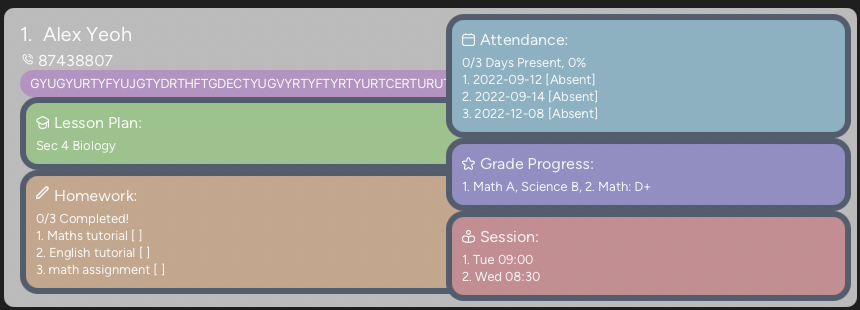 1. Alex Yeoh
87438807
GYUGYURTYFYUJJGTYDRTHFTGDECTYUGVYRTYFTYRTYURTCERTURU
Lesson Plan:
Sec 4 Biology
Homework:
0/3 Completed!
1. Maths tutorial [ ]
2. English tutorial [ ]
3. math assignment [ ]
Attendance:
0/3 Days Present, 0%
1. 2022-09-12 [Absent]
2. 2022-09-14 [Absent]
3. 2022-12-08 [Absent]
Grade Progress:
1. Math A, Science B, 2. Math: D+
Session:
1. Tue 09:00
2. Wed 08:30